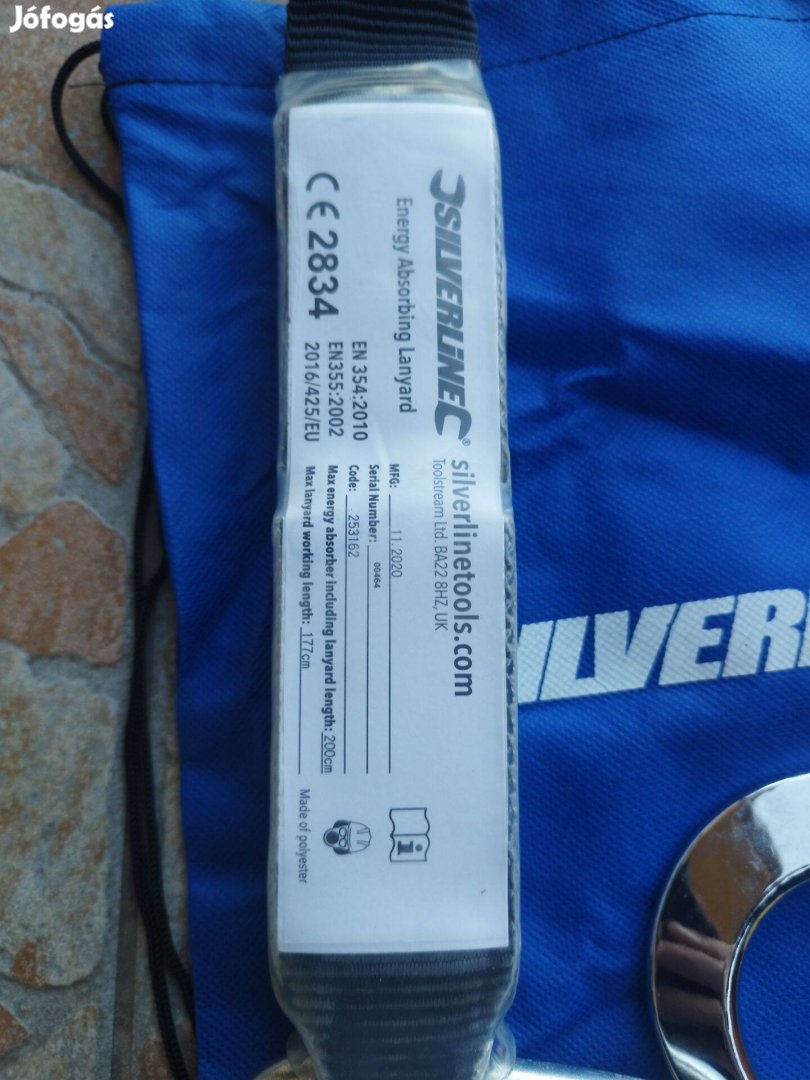 Jófogás
SILVERLINE® silverlinetools.com
Toolstream Ltd. BA22 8HZ, UK
Energy Absorbing Lanyard
MFG: 11. 2020
Serial Number: 00464
Code: 253162
Max energy absorber including lanyard length: 200cm
Max lanyard working length: 177cm
EN 354:2010
EN355:2002
2016/425/EU
CE 2834
Made of polyester
ILVERL